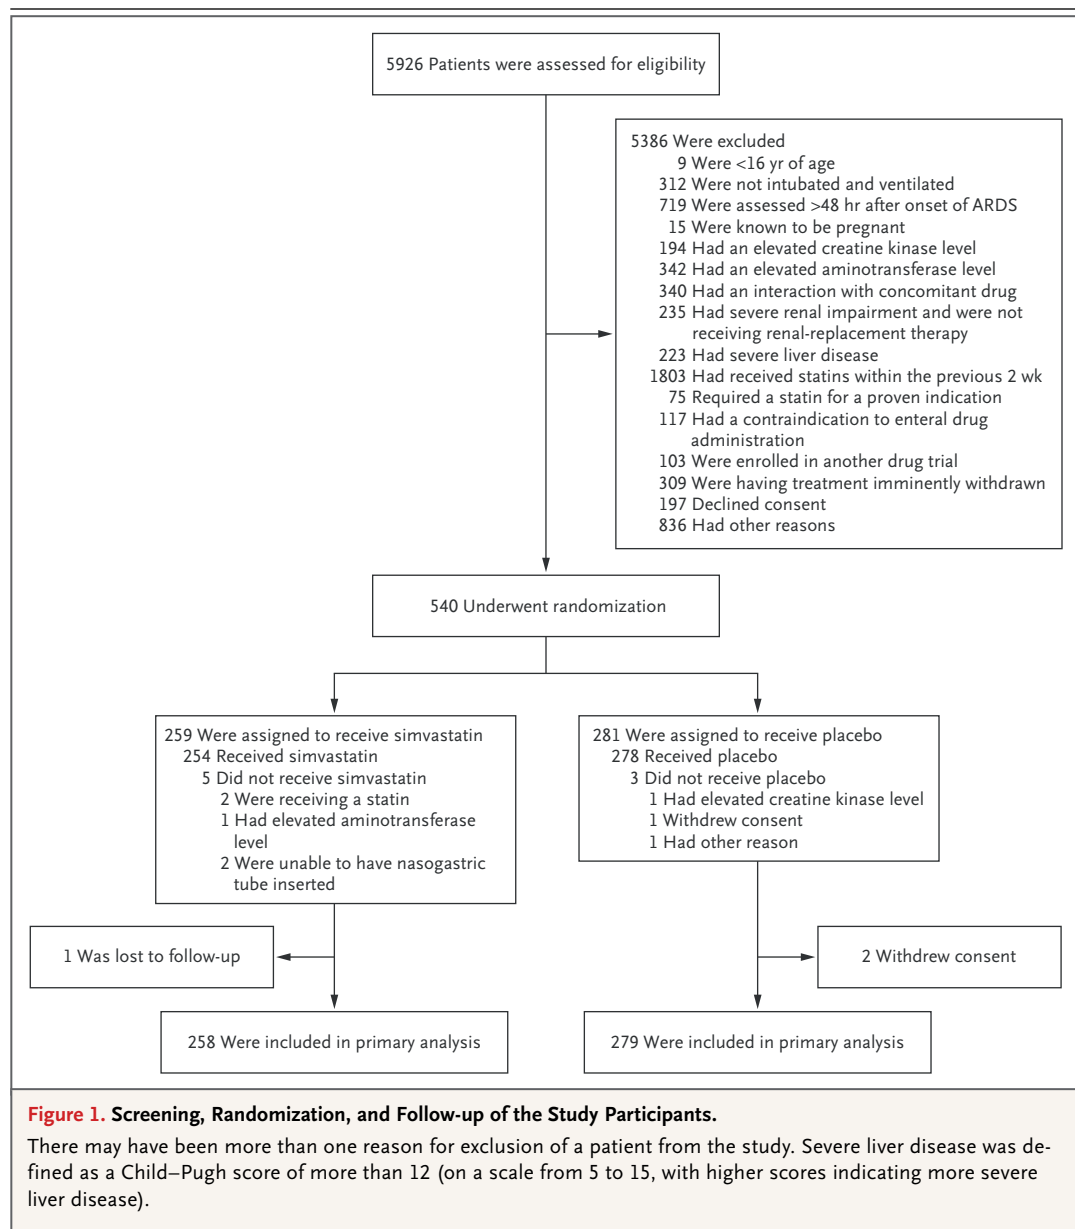 5926 Patients were assessed for eligibility
5386 Were excluded
9 Were <16 yr of age
312 Were not intubated and ventilated
719 Were assessed >48 hr after onset of ARDS
15 Were known to be pregnant
194 Had an elevated creatine kinase level
342 Had an elevated aminotransferase level
340 Had an interaction with concomitant drug
235 Had severe renal impairment and were not
receiving renal-replacement therapy
223 Had severe liver disease
1803 Had received statins within the previous 2 wk
75 Required a statin for a proven indication
117 Had a contraindication to enteral drug
administration
103 Were enrolled in another drug trial
309 Were having treatment imminently withdrawn
197 Declined consent
836 Had other reasons
540 Underwent randomization
259 Were assigned to receive simvastatin
254 Received simvastatin
5 Did not receive simvastatin
2 Were receiving a statin
1 Had elevated aminotransferase
level
2 Were unable to have nasogastric
tube inserted
281 Were assigned to receive placebo
278 Received placebo
3 Did not receive placebo
1 Had elevated creatine kinase level
1 Withdrew consent
1 Had other reason
1 Was lost to follow-up
2 Withdrew consent
258 Were included in primary analysis
279 Were included in primary analysis
Figure 1. Screening, Randomization, and Follow-up of the Study Participants.
There may have been more than one reason for exclusion of a patient from the study. Severe liver disease was de-
fined as a Child–Pugh score of more than 12 (on a scale from 5 to 15, with higher scores indicating more severe
liver disease).